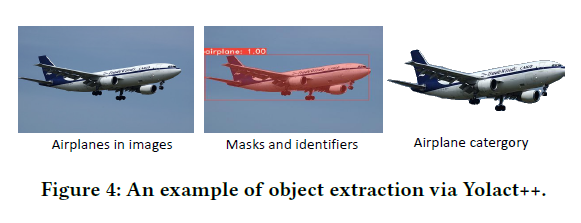 airplane: 1.00
Airplanes in images
Masks and identifiers
Airplane catergory
Figure 4: An example of object extraction via Yolact++.